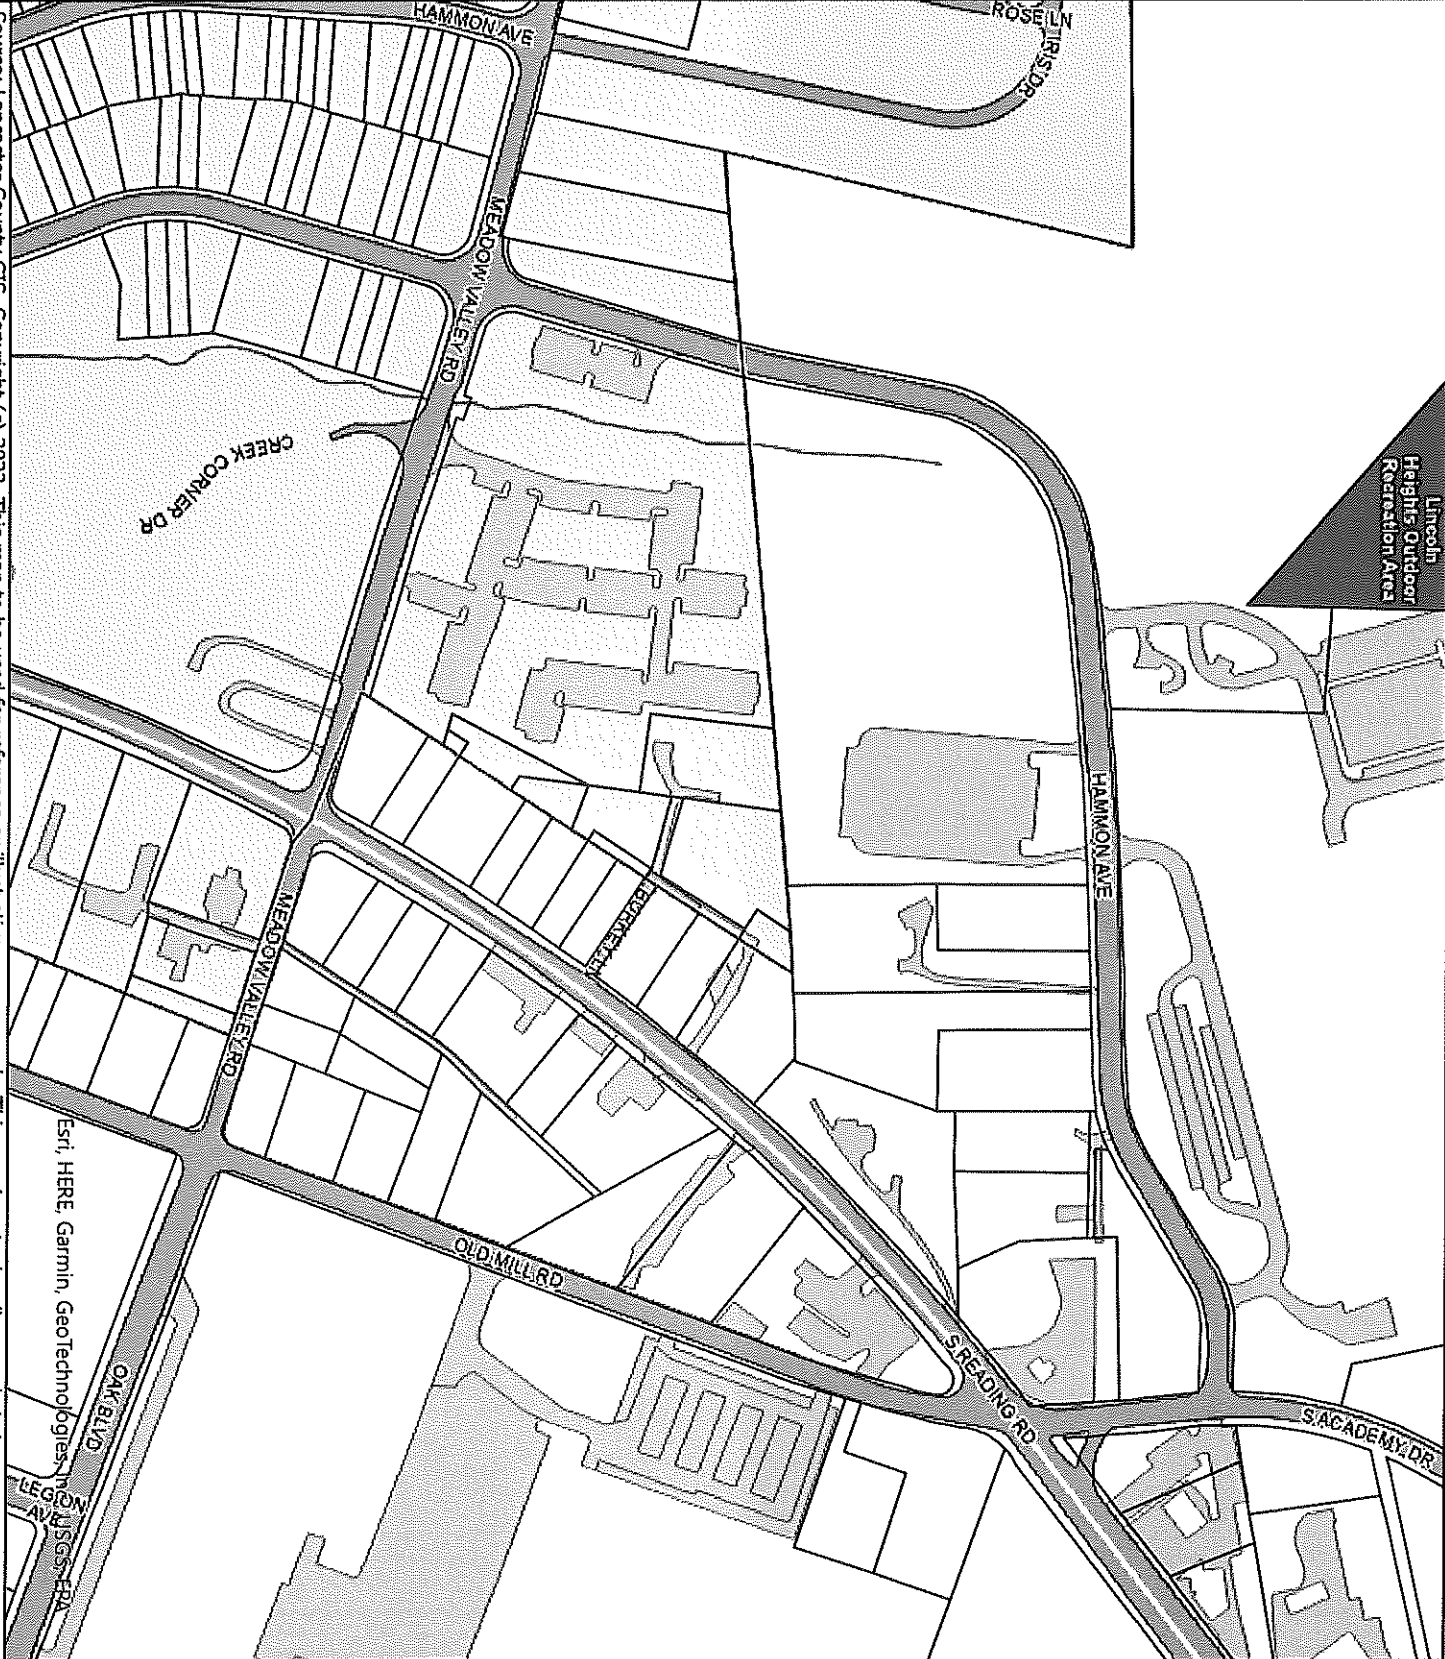 HAMMON AVE
ROSE LN
IRIS DR
MEADOW VALLEY RD
Lincoln
Heights Outdoor
Recreation Area
CREEK CORNER DR
HAMMON AVE
BURKEY LN
MEADOW VALLEY RD
OLD MILL RD
S READING RD
S ACADEMY DR
OAK BLVD
LEGION
AVE
Esri, HERE, Garmin, GeoTechnologies, Inc., USGS, EPA